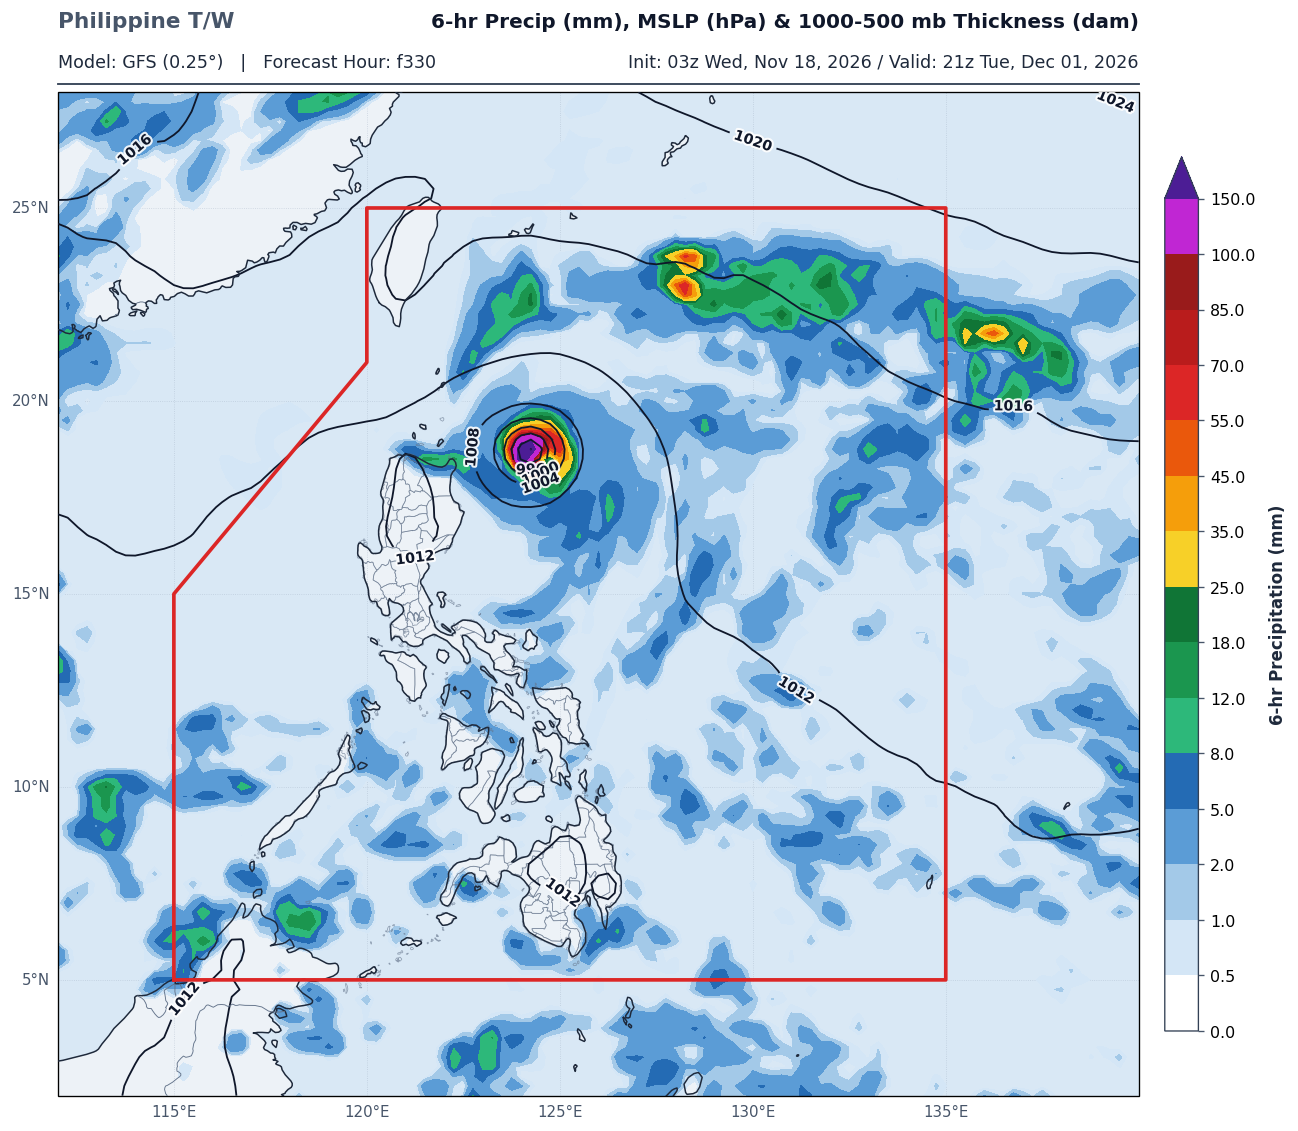 Philippine T/W
6-hr Precip (mm), MSLP (hPa) & 1000-500 mb Thickness (dam)
Model: GFS (0.25°) | Forecast Hour: f330
Init: 03z Wed, Nov 18, 2026 / Valid: 21z Tue, Dec 01, 2026
1024
1020
1016
25°N
1016
20°N
1008
1000
1004
1012
15°N
1012
10°N
1012
5°N
1012
115°E
120°E
125°E
130°E
135°E
150.0
100.0
85.0
70.0
55.0
45.0
35.0
25.0
18.0
12.0
8.0
5.0
2.0
1.0
0.5
0.0
6-hr Precipitation (mm)